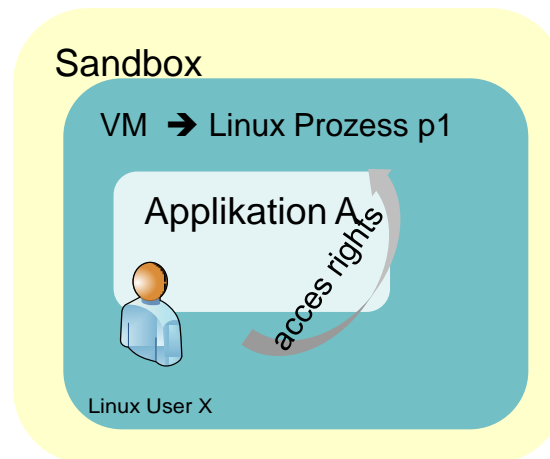 Sandbox
VM ➔ Linux Prozess p1
Applikation A
acces rights
Linux User X